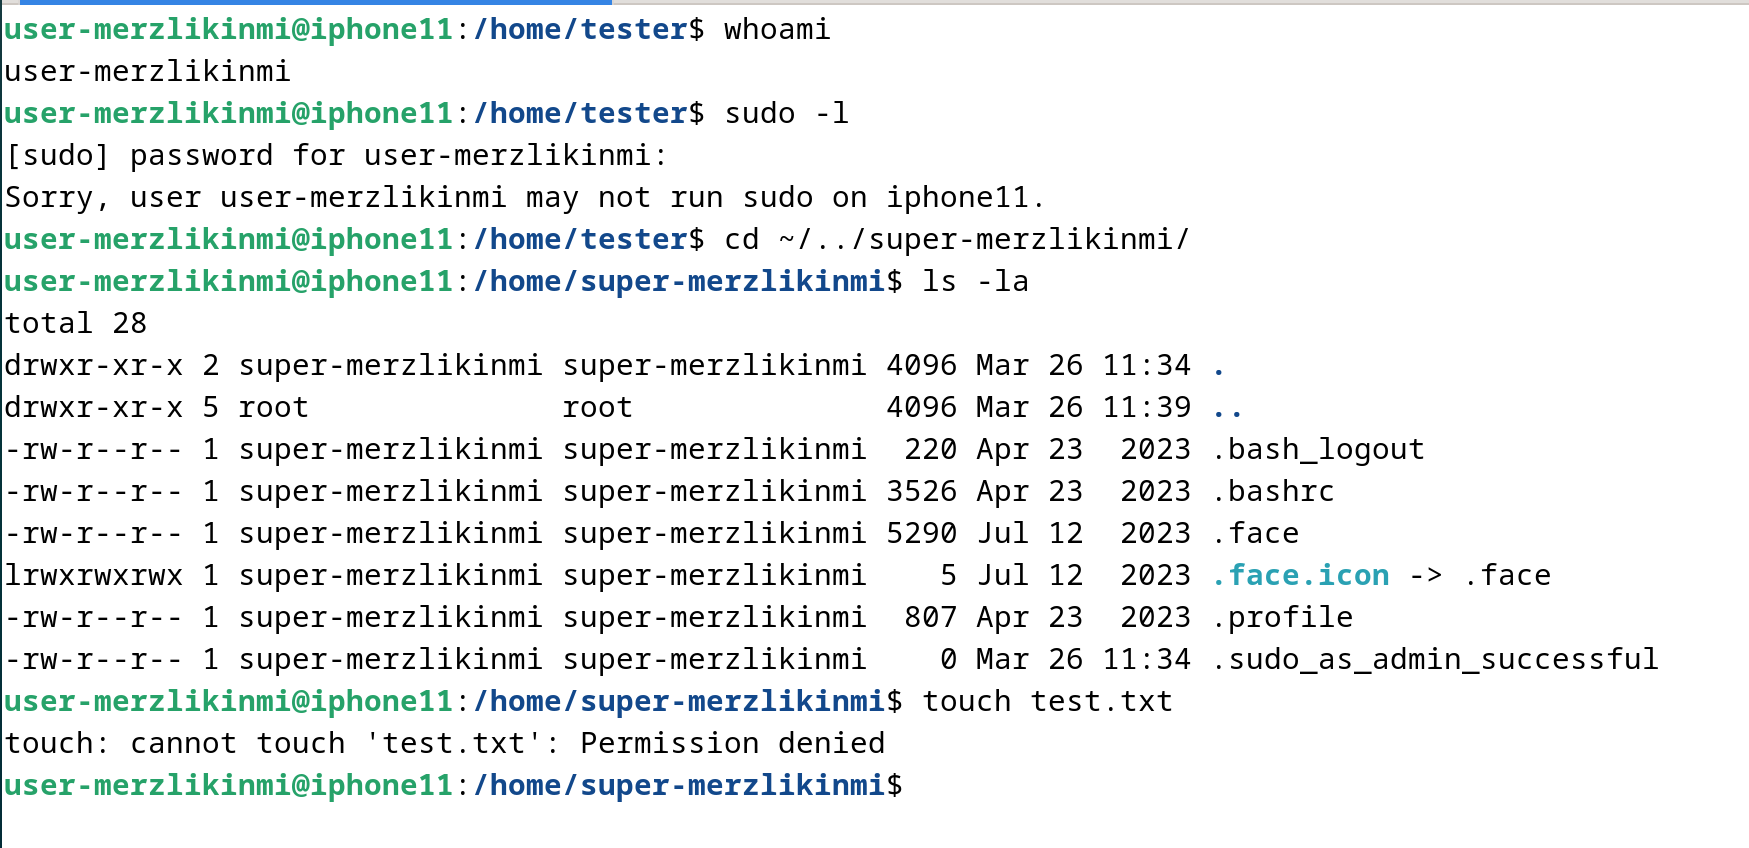 user-merzlikinmi@iphone11:/home/tester$ whoami
user-merzlikinmi
user-merzlikinmi@iphone11:/home/tester$ sudo -l
[sudo] password for user-merzlikinmi:
Sorry, user user-merzlikinmi may not run sudo on iphone11.
user-merzlikinmi@iphone11:/home/tester$ cd ~/../super-merzlikinmi/
user-merzlikinmi@iphone11:/home/super-merzlikinmi$ ls -la
total 28
drwxr-xr-x 2 super-merzlikinmi super-merzlikinmi 4096 Mar 26 11:34 .
drwxr-xr-x 5 root              root              4096 Mar 26 11:39 ..
-rw-r--r-- 1 super-merzlikinmi super-merzlikinmi  220 Apr 23  2023 .bash_logout
-rw-r--r-- 1 super-merzlikinmi super-merzlikinmi 3526 Apr 23  2023 .bashrc
-rw-r--r-- 1 super-merzlikinmi super-merzlikinmi 5290 Jul 12  2023 .face
lrwxrwxrwx 1 super-merzlikinmi super-merzlikinmi    5 Jul 12  2023 .face.icon -> .face
-rw-r--r-- 1 super-merzlikinmi super-merzlikinmi  807 Apr 23  2023 .profile
-rw-r--r-- 1 super-merzlikinmi super-merzlikinmi    0 Mar 26 11:34 .sudo_as_admin_successful
user-merzlikinmi@iphone11:/home/super-merzlikinmi$ touch test.txt
touch: cannot touch 'test.txt': Permission denied
user-merzlikinmi@iphone11:/home/super-merzlikinmi$